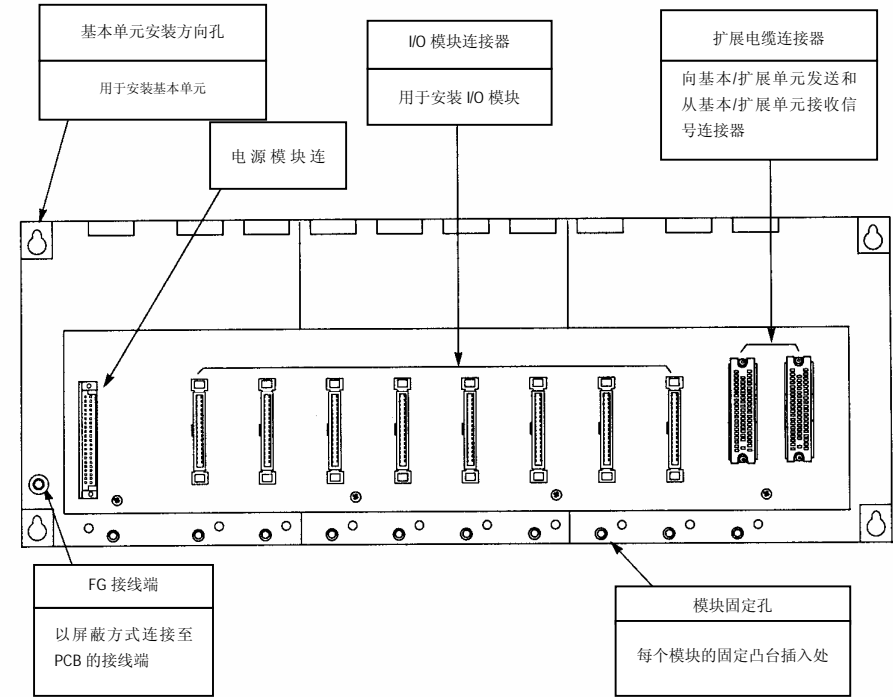 基本单元安装方向孔
用于安装基本单元
I/O 模块连接器
用于安装 I/O 模块
扩展电缆连接器
向基本/扩展单元发送和
从基本/扩展单元接收信
号连接器
电源模块连
FG 接线端
以屏蔽方式连接至
PCB 的接线端
模块固定孔
每个模块的固定凸台插入处